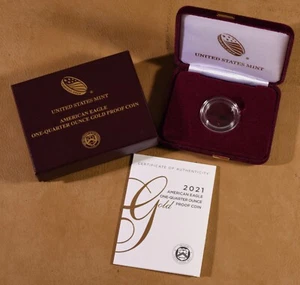 UNITED STATES MINT
AMERICAN EAGLE
ONE-QUARTER OUNCE GOLD PROOF COIN
UNITED STATES MINT
CERTIFICATE OF AUTHENTICITY
2021
AMERICAN EAGLE
ONE-QUARTER OUNCE
PROOF COIN
Gold